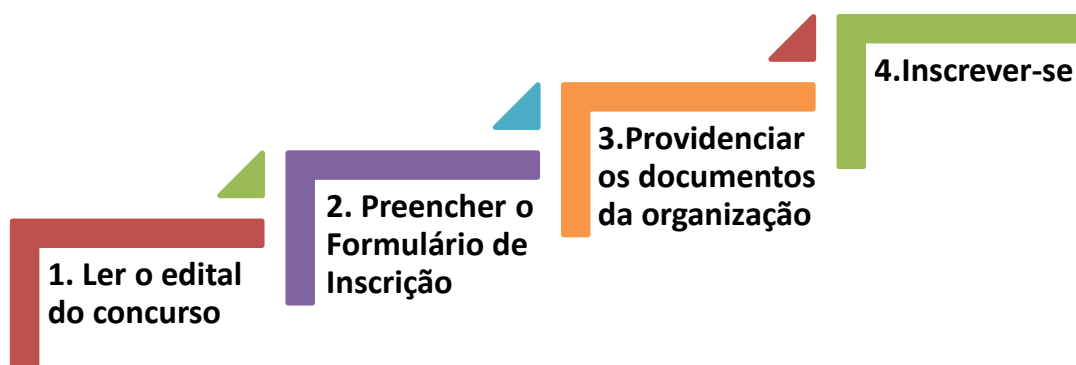 1. Ler o edital
do concurso
2. Preencher o
Formulário de
Inscrição
3.Providenciar
os documentos
da organização
4.Inscrever-se